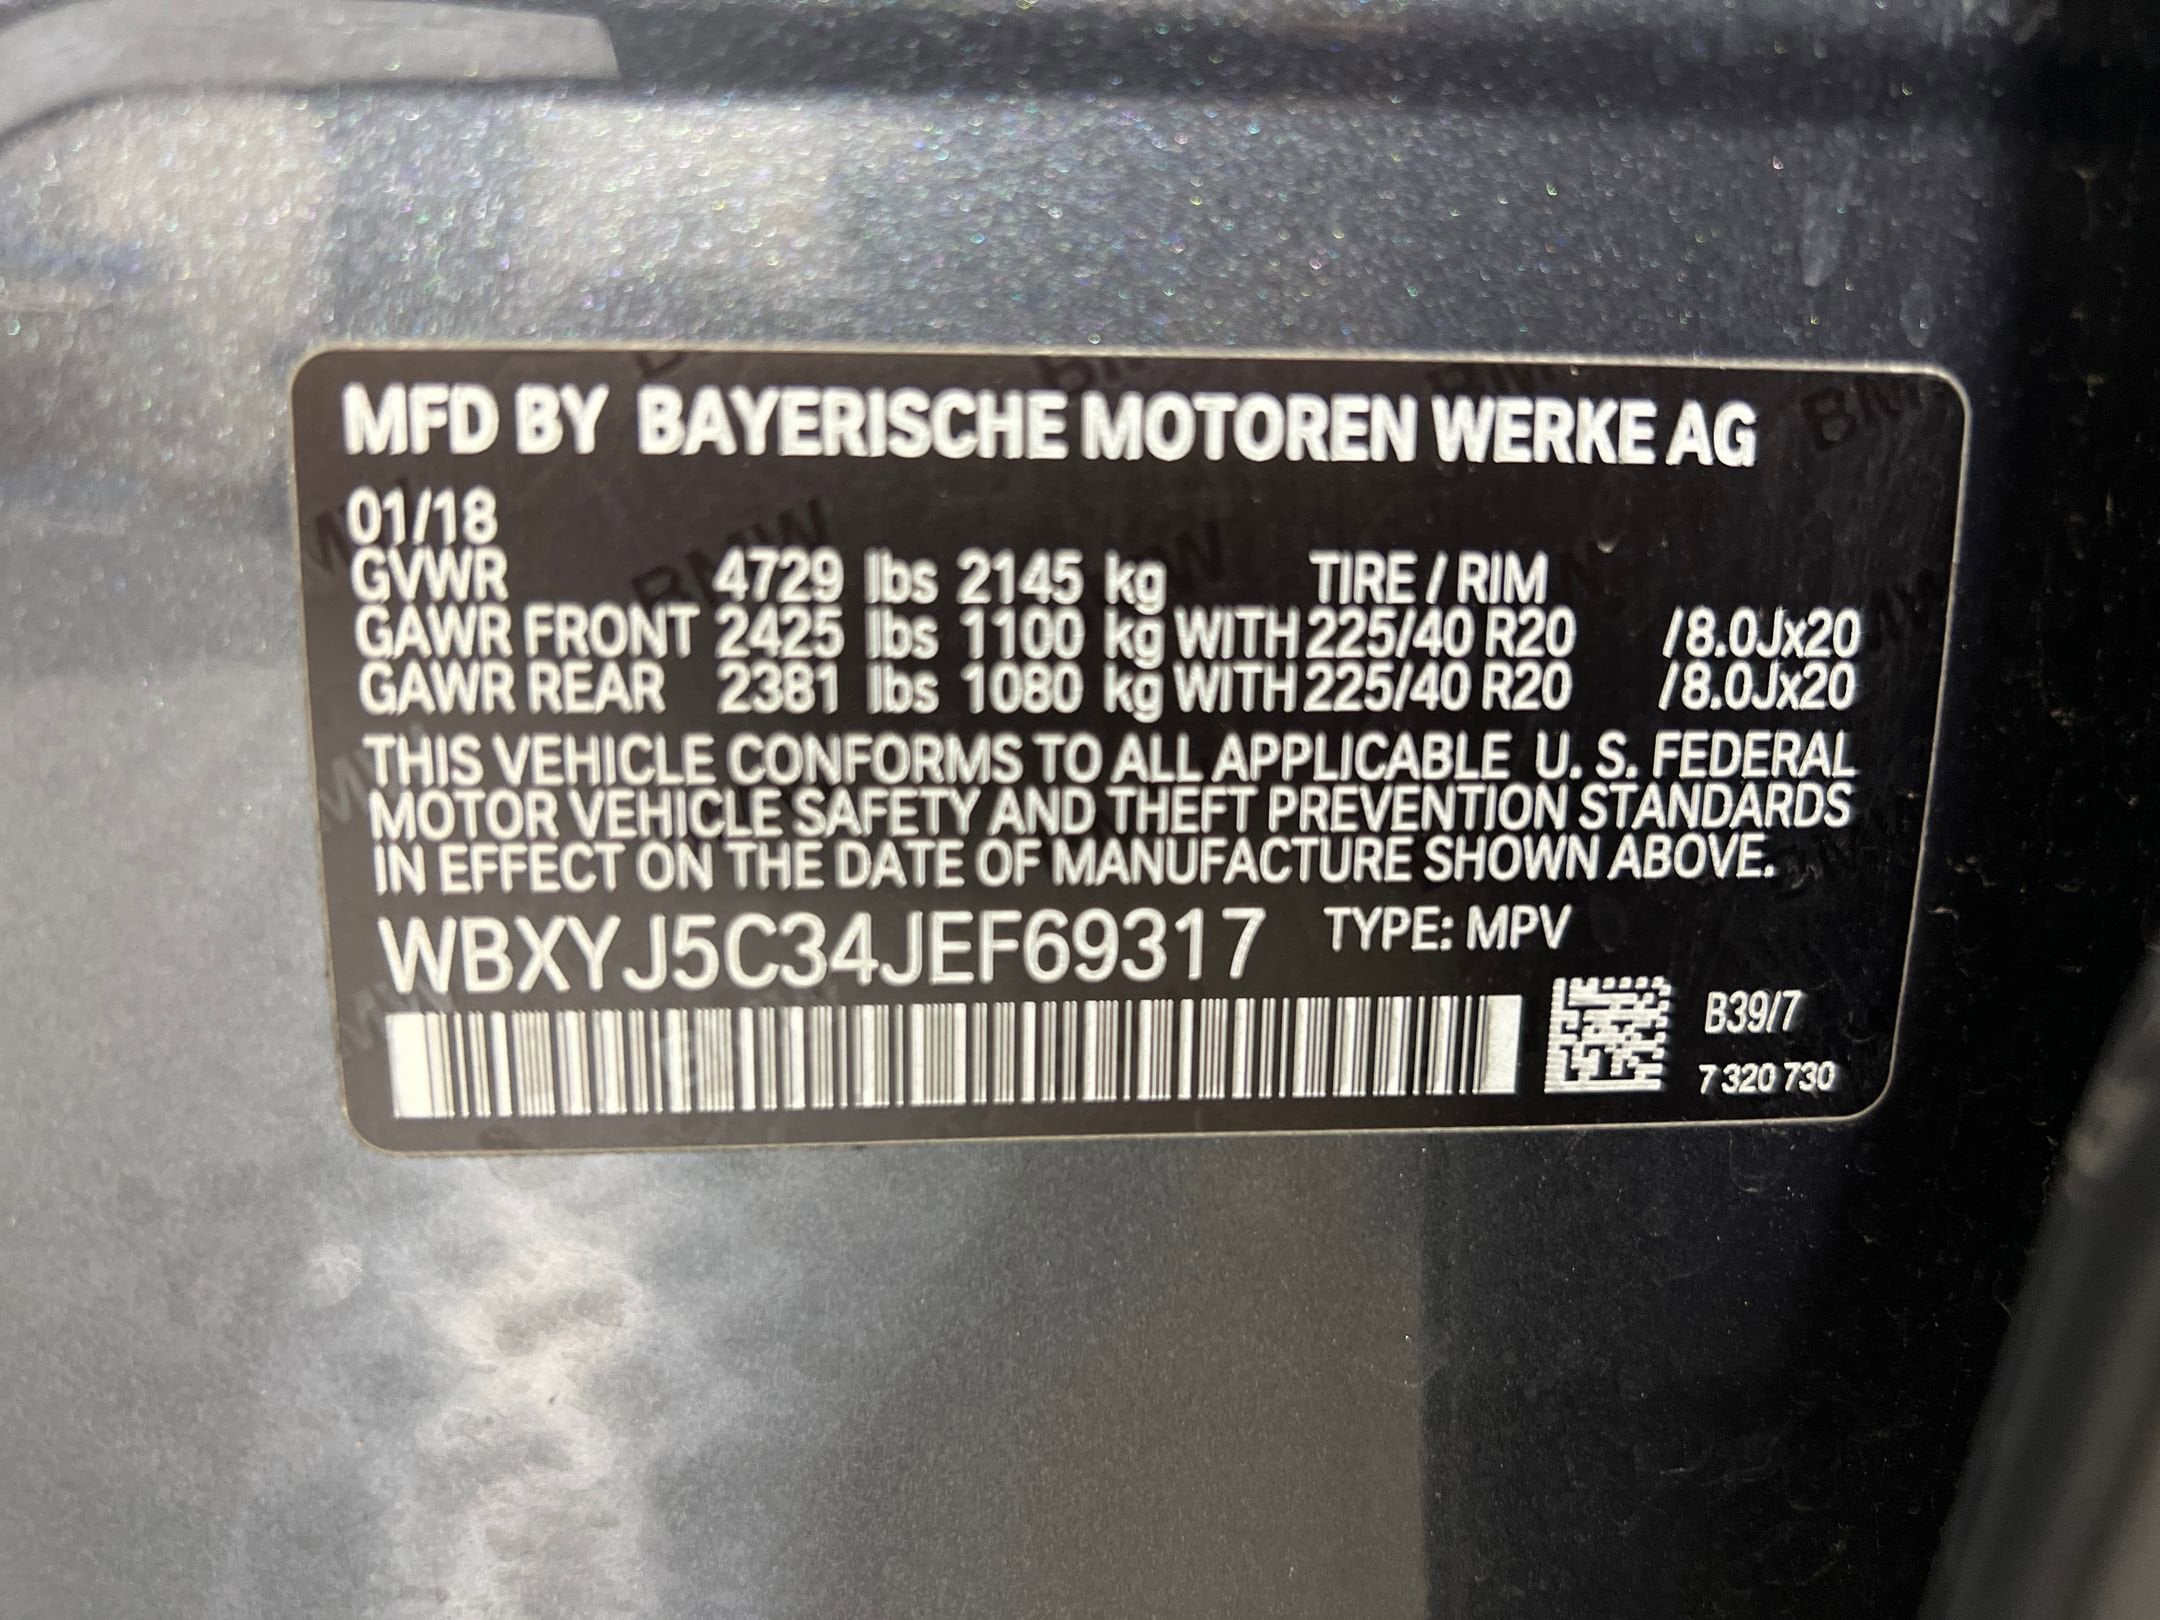 MFD BY BAYERISCHE MOTOREN WERKE AG
01/18
GVWR 4729 lbs 2145 kg TIRE / RIM
GAWR FRONT 2425 lbs 1100 kg WITH 225/40 R20 /8.0Jx20
GAWR REAR 2381 lbs 1080 kg WITH 225/40 R20 /8.0Jx20
THIS VEHICLE CONFORMS TO ALL APPLICABLE U. S. FEDERAL
MOTOR VEHICLE SAFETY AND THEFT PREVENTION STANDARDS
IN EFFECT ON THE DATE OF MANUFACTURE SHOWN ABOVE.
WBXYJ5C34JEF69317 TYPE: MPV
B39/7
7 320 730